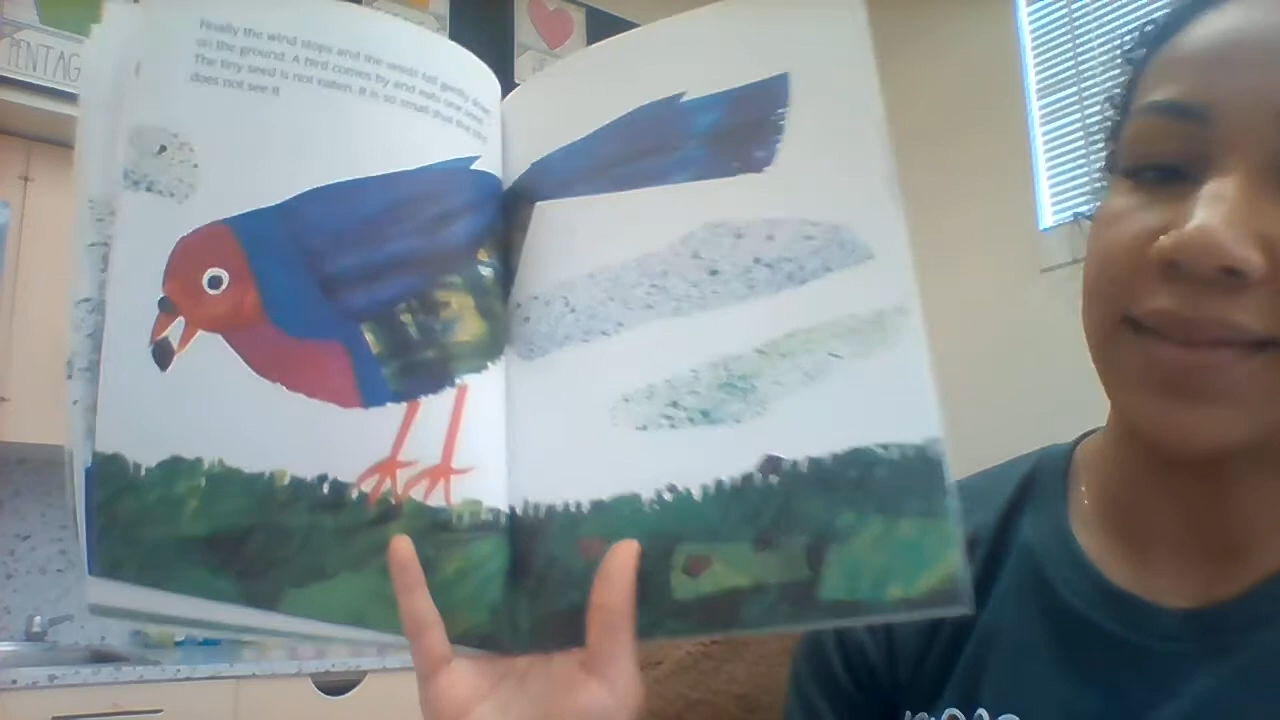 PENTAG
Finally the wind stops and the seeds fall gently down
on the ground. A bird comes by and eats one seed.
The tiny seed is not eaten. It is so small that the bird
does not see it